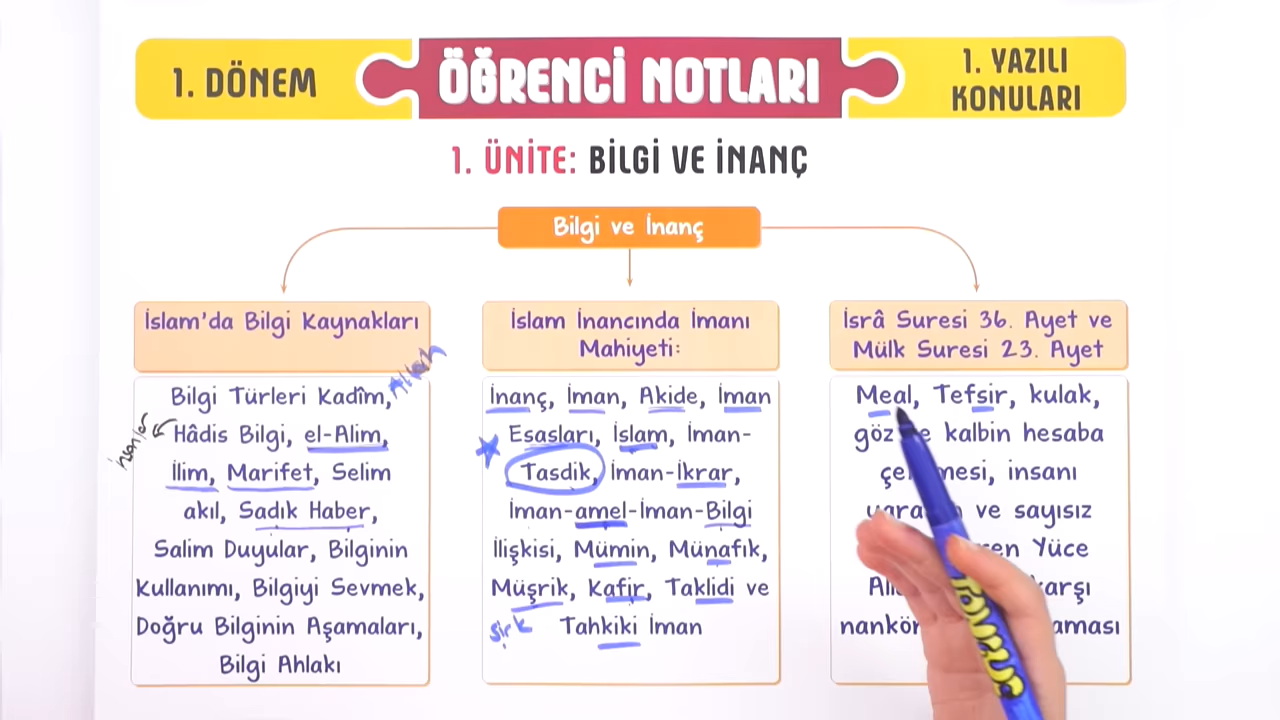 1. DÖNEM
ÖĞRENCİ NOTLARI
1. YAZILI
KONULARI
1. ÜNİTE: BİLGİ VE İNANÇ
Bilgi ve İnanç
İslam'da Bilgi Kaynakları
Allah
Bilgi Türleri Kadîm,
insanlar
Hâdis Bilgi, el-Alim,
İlim, Marifet, Selim
akıl, Sadık Haber,
Salim Duyular, Bilginin
Kullanımı, Bilgiyi Sevmek,
Doğru Bilginin Aşamaları,
Bilgi Ahlakı
İslam İnancında İmanı
Mahiyeti:
İnanç, İman, Akide, İman
Esasları, İslam, İman-
Tasdik, İman-İkrar,
İman-amel-İman-Bilgi
İlişkisi, Mümin, Münafık,
Müşrik, Kafir, Taklidi ve
şirk
Tahkiki İman
İsrâ Suresi 36. Ayet ve
Mülk Suresi 23. Ayet
Meal, Tefsir, kulak,
göz kalbin hesaba
insanı
ve sayısız
Yüce
karşı